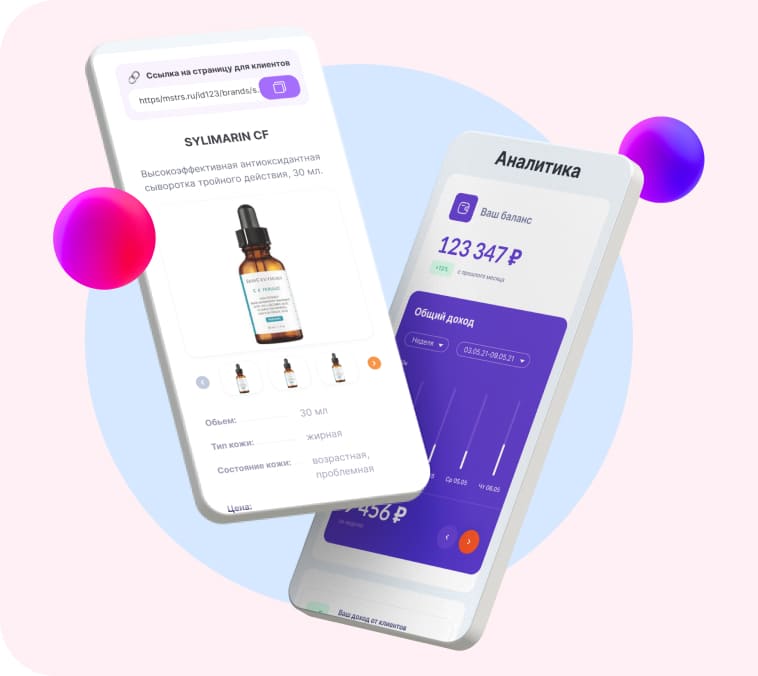 Ссылка на страницу для клиентов
https/mstrs.ru/id123/brands/s.
SYLIMARIN CF
Высокоэффективная антиоксидантная
сыворотка тройного действия, 30 мл.
Обьем: 30 мл
Тип кожи: жирная
Состояние кожи: возрастная,
проблемная
Цена:
Аналитика
Ваш баланс
123 347 ₽
+12% с прошлого месяца
Общий доход
Неделя 03.05.21-09.05.21
Ср 05.05 Чт 06.05
456 ₽
Ваш доход от клиентов